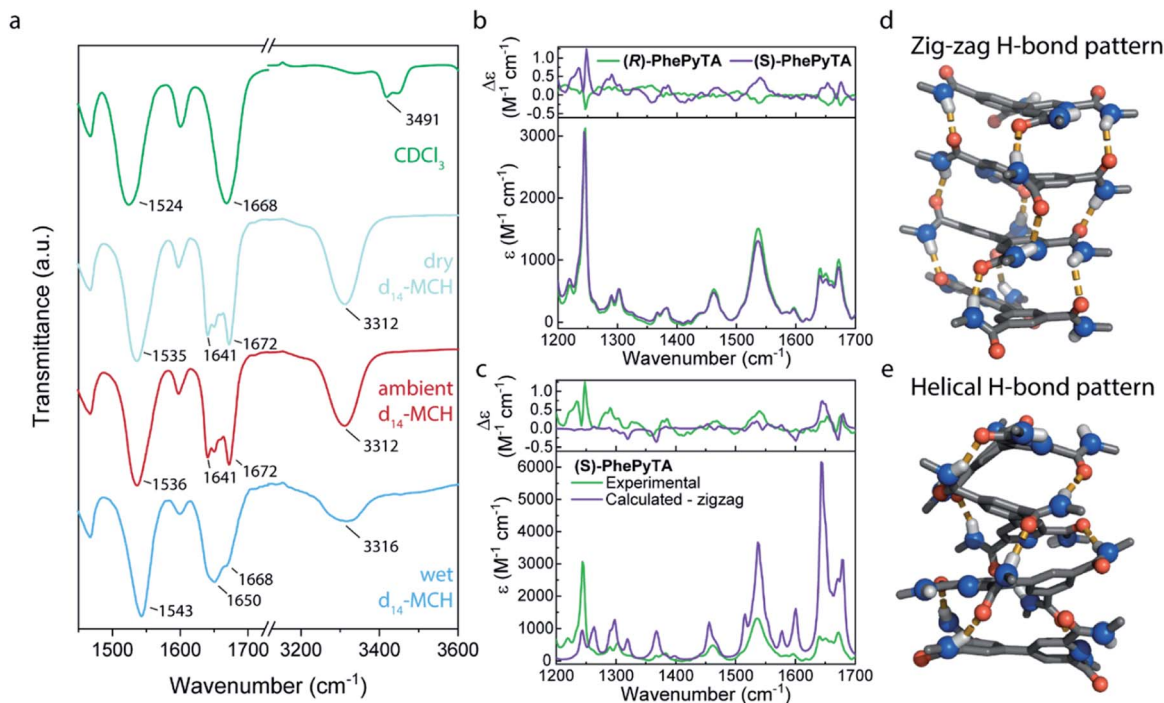 a
Transmittance (a.u.)
3491
CDCl₃
1524
1668
dry
d₁₄-MCH
3312
1535
1641
1672
ambient
d₁₄-MCH
3312
1536
1641
1672
wet
d₁₄-MCH
3316
1668
1650
1543
1500 1600 1700 3200 3300 3400 3600
Wavenumber (cm⁻¹)
b
Δε
(M⁻¹ cm⁻¹)
1.0
0.5
0.0
-0.5
(R)-PhePyTA (S)-PhePyTA
ε (M⁻¹ cm⁻¹)
3000
2000
1000
0
1200 1300 1400 1500 1600 1700
Wavenumber (cm⁻¹)
c
Δε
(M⁻¹ cm⁻¹)
1.0
0.5
0.0
-0.5
(S)-PhePyTA
Experimental
Calculated - zigzag
ε (M⁻¹ cm⁻¹)
6000
5000
4000
3000
2000
1000
0
1200 1300 1400 1500 1600 1700
Wavenumber (cm⁻¹)
d
Zig-zag H-bond pattern
e
Helical H-bond pattern